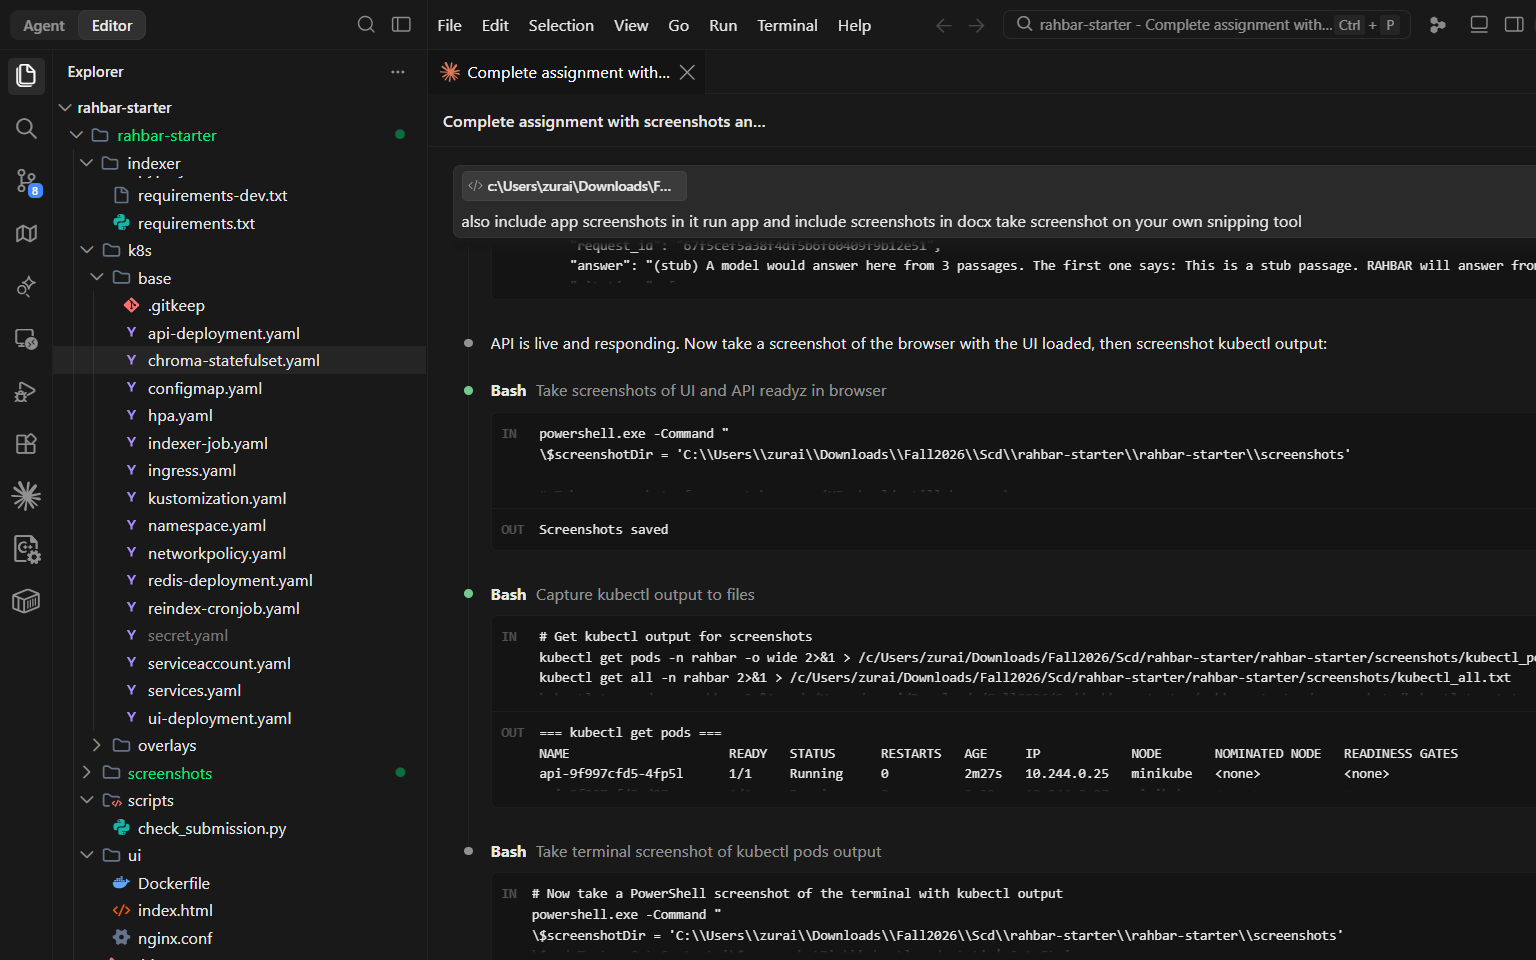 Agent Editor
File Edit Selection View Go Run Terminal Help
rahbar-starter - Complete assignment with... Ctrl + P
Explorer
Complete assignment with...
rahbar-starter
rahbar-starter
indexer
requirements-dev.txt
requirements.txt
k8s
base
.gitkeep
api-deployment.yaml
chroma-statefulset.yaml
configmap.yaml
hpa.yaml
indexer-job.yaml
ingress.yaml
kustomization.yaml
namespace.yaml
networkpolicy.yaml
redis-deployment.yaml
reindex-cronjob.yaml
secret.yaml
serviceaccount.yaml
services.yaml
ui-deployment.yaml
overlays
screenshots
scripts
check_submission.py
ui
Dockerfile
index.html
nginx.conf
8
Complete assignment with screenshots an...
c:\Users\zurai\Downloads\F...
also include app screenshots in it run app and include screenshots in docx take screenshot on your own snipping tool
"answer": "(stub) A model would answer here from 3 passages. The first one says: This is a stub passage. RAHBAR will answer from
API is live and responding. Now take a screenshot of the browser with the UI loaded, then screenshot kubectl output:
Bash Take screenshots of UI and API readyz in browser
IN powershell.exe -Command "
\$screenshotDir = 'C:\\Users\\zurai\\Downloads\\Fall2026\\Scd\\rahbar-starter\\rahbar-starter\\screenshots'
OUT Screenshots saved
Bash Capture kubectl output to files
IN # Get kubectl output for screenshots
kubectl get pods -n rahbar -o wide 2>&1 > /c/Users/zurai/Downloads/Fall2026/Scd/rahbar-starter/rahbar-starter/screenshots/kubectl_po
kubectl get all -n rahbar 2>&1 > /c/Users/zurai/Downloads/Fall2026/Scd/rahbar-starter/rahbar-starter/screenshots/kubectl_all.txt
OUT === kubectl get pods ===
NAME READY STATUS RESTARTS AGE IP NODE NOMINATED NODE READINESS GATES
api-9f997cfd5-4fp5l 1/1 Running 0 2m27s 10.244.0.25 minikube <none> <none>
Bash Take terminal screenshot of kubectl pods output
IN # Now take a PowerShell screenshot of the terminal with kubectl output
powershell.exe -Command "
\$screenshotDir = 'C:\\Users\\zurai\\Downloads\\Fall2026\\Scd\\rahbar-starter\\rahbar-starter\\screenshots'